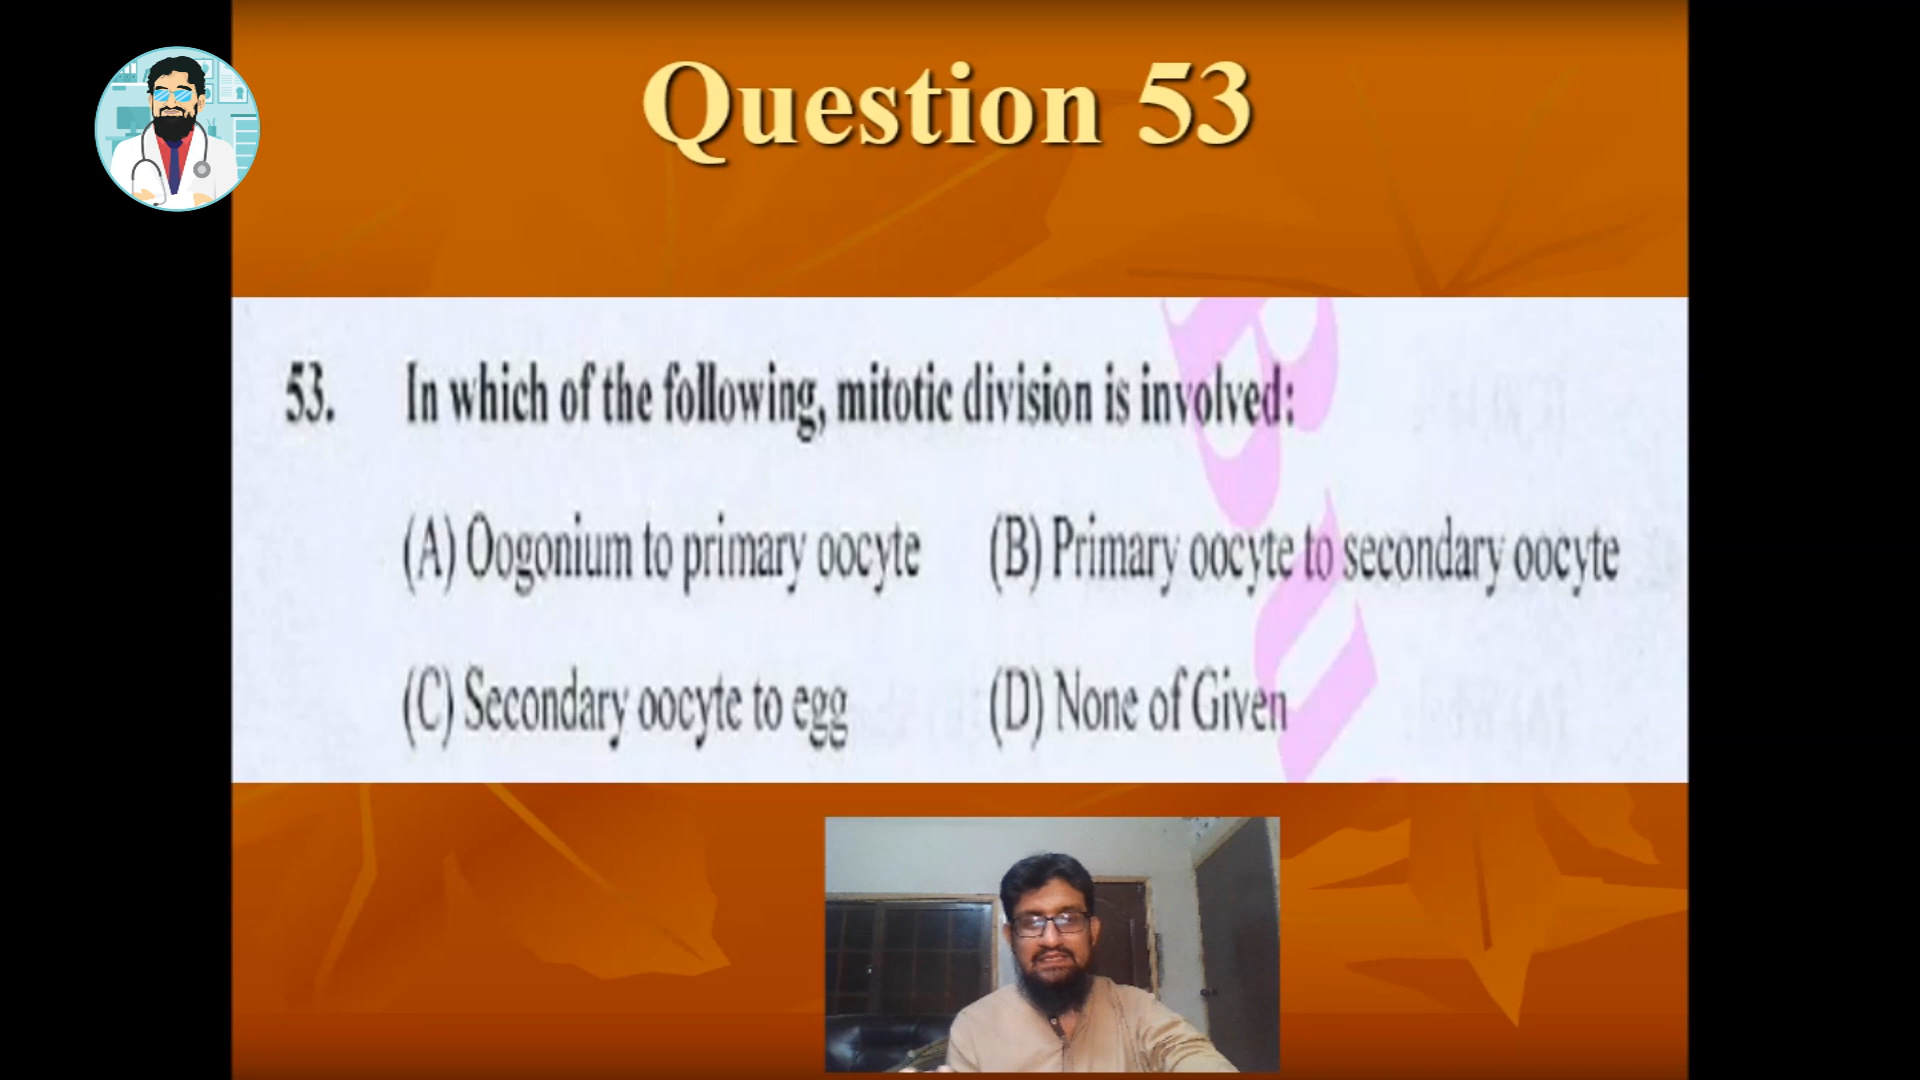 Question 53
53. In which of the following, mitotic division is involved:
(A) Oogonium to primary oocyte (B) Primary oocyte to secondary oocyte
(C) Secondary oocyte to egg (D) None of Given